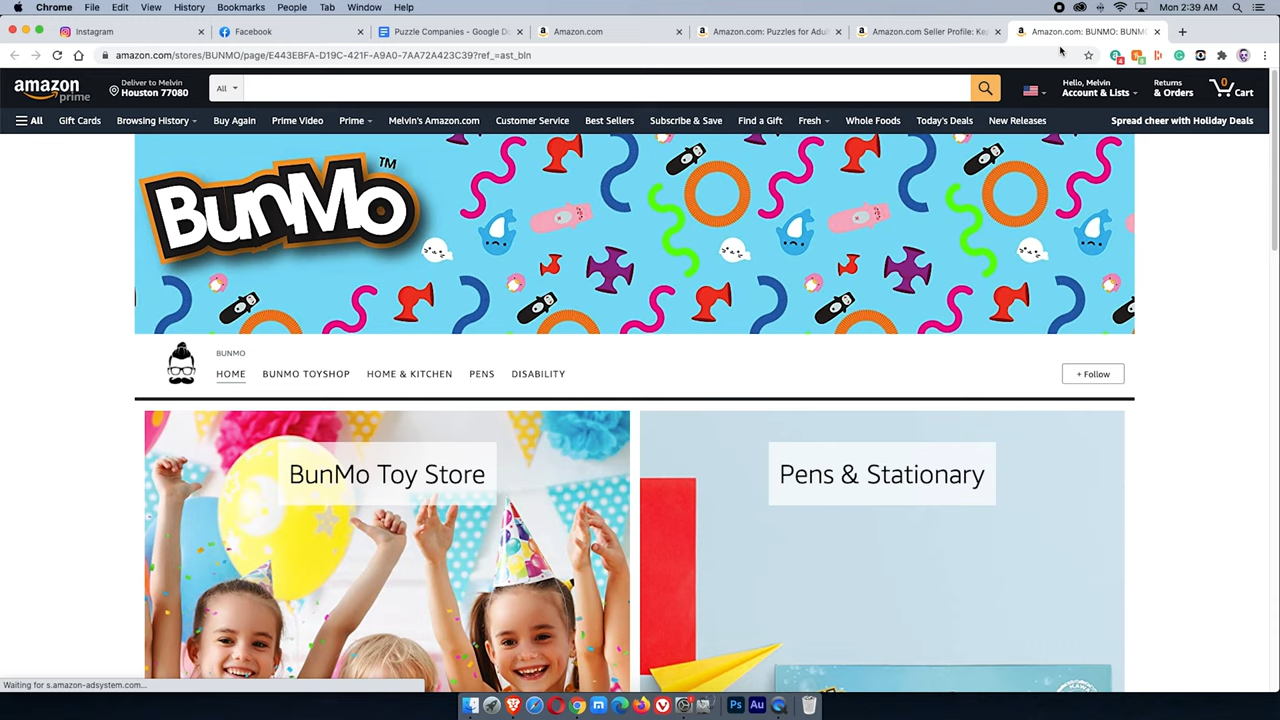 Chrome File Edit View History Bookmarks People Tab Window Help Mon 2:39 AM
Instagram Facebook Puzzle Companies - Google Do Amazon.com Amazon.com: Puzzles for Adul Amazon.com Seller Profile: Kep Amazon.com: BUNMO: BUNMO
amazon.com/stores/BUNMO/page/E443EBFA-D19C-421F-A9A0-7AA72A423C39?ref_=ast_bln
amazon prime
Deliver to Melvin
Houston 77080
All
Hello, Melvin
Account & Lists
Returns
& Orders
0
Cart
All Gift Cards Browsing History Buy Again Prime Video Prime Melvin's Amazon.com Customer Service Best Sellers Subscribe & Save Find a Gift Fresh Whole Foods Today's Deals New Releases Spread cheer with Holiday Deals
BunMo™
BUNMO
HOME BUNMO TOYSHOP HOME & KITCHEN PENS DISABILITY + Follow
BunMo Toy Store
Pens & Stationary
Waiting for s.amazon-adsystem.com...
Ps Au